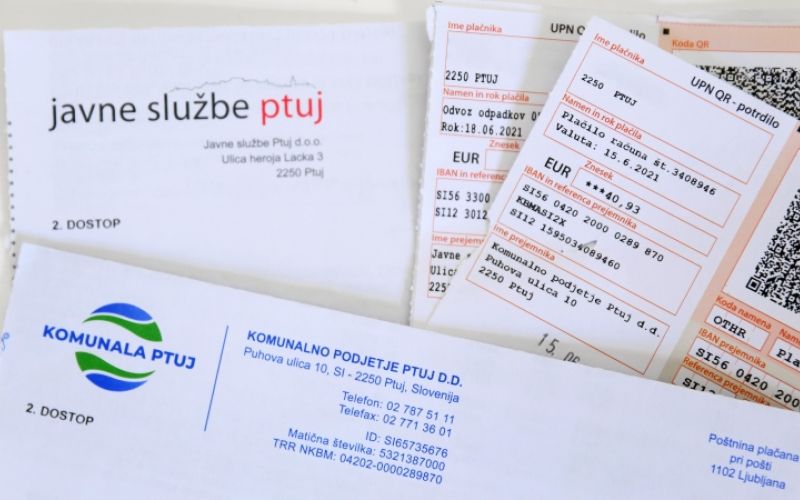 javne službe ptuj
Javne službe Ptuj d.o.o.
Ulica heroja Lacka 3
2250 Ptuj
2. DOSTOP
Ime plačnika
UPN QR
2250 PTUJ
Namen in rok plačila
Odvoz odpadkov
Rok:18.06.2021
Znesek
EUR
IBAN in referenca
SI56 3300
SI12 3012
Ime prejemnika
Javne
Ulica
2250
Ime plačnika
UPN QR - potrdilo
2250 PTUJ
Namen in rok plačila
Plačilo računa št.3408946
Valuta: 15.6.2021
Znesek
EUR
***40,93
IBAN in referenca prejemnika
SI56 0420 2000 0289 870
KBMASI2X
SI12 1595034089460
Ime prejemnika
Komunalno podjetje Ptuj d.d.
Puhova ulica 10
2250 Ptuj
15.
Koda QR
Koda namena
OTHR
IBAN prejemnika
SI56 0420 200
KOMUNALA PTUJ
2. DOSTOP
KOMUNALNO PODJETJE PTUJ D.D.
Puhova ulica 10, SI - 2250 Ptuj, Slovenija
Telefon: 02 787 51 11
Telefax: 02 771 36 01
ID: SI65735676
Matična številka: 5321387000
TRR NKBM: 04202-0000289870
Poštnina plačana
pri pošti
1102 Ljubljana